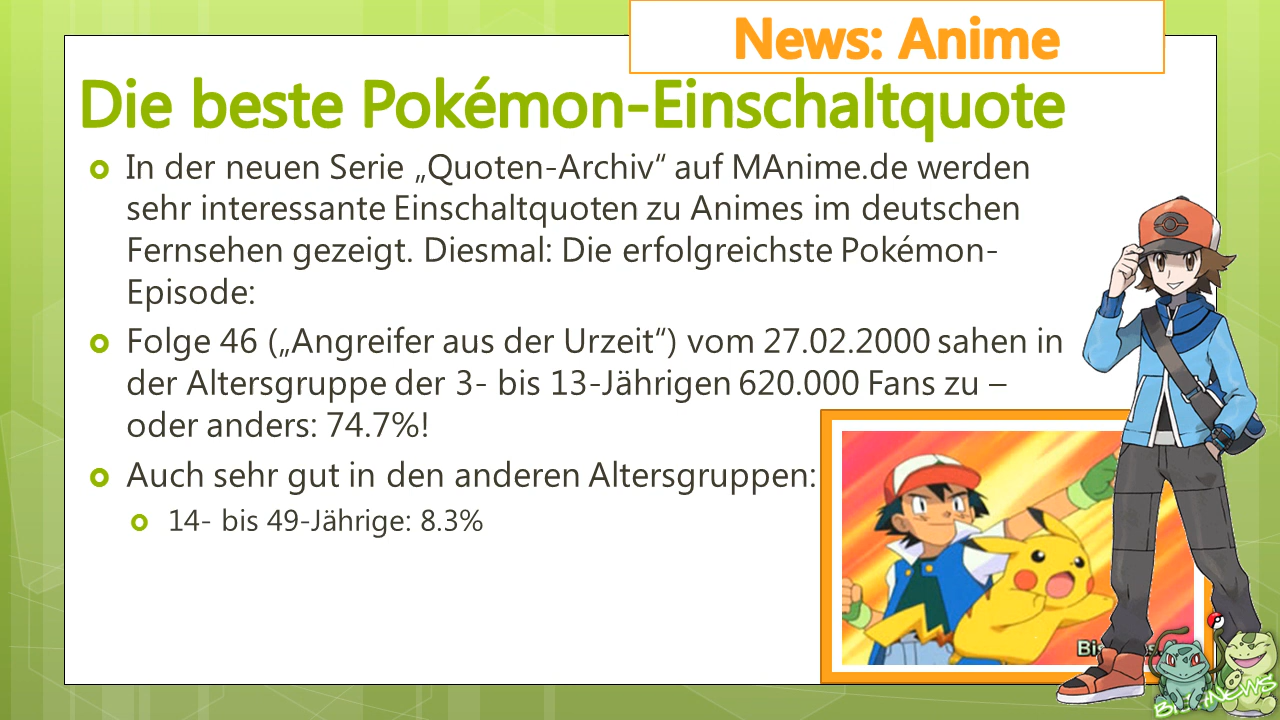 News: Anime
Die beste Pokémon-Einschaltquote
In der neuen Serie „Quoten-Archiv“ auf MAnime.de werden
sehr interessante Einschaltquoten zu Animes im deutschen
Fernsehen gezeigt. Diesmal: Die erfolgreichste Pokémon-
Episode:
Folge 46 („Angreifer aus der Urzeit“) vom 27.02.2000 sahen in
der Altersgruppe der 3- bis 13-Jährigen 620.000 Fans zu –
oder anders: 74.7%!
Auch sehr gut in den anderen Altersgruppen:
14- bis 49-Jährige: 8.3%